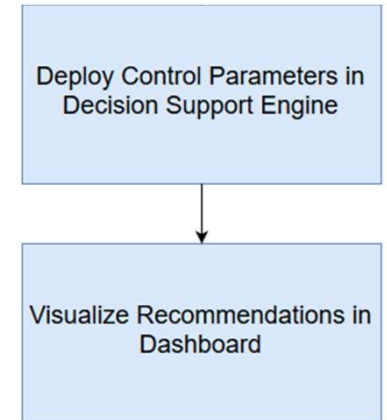 Deploy Control Parameters in
Decision Support Engine
Visualize Recommendations in
Dashboard